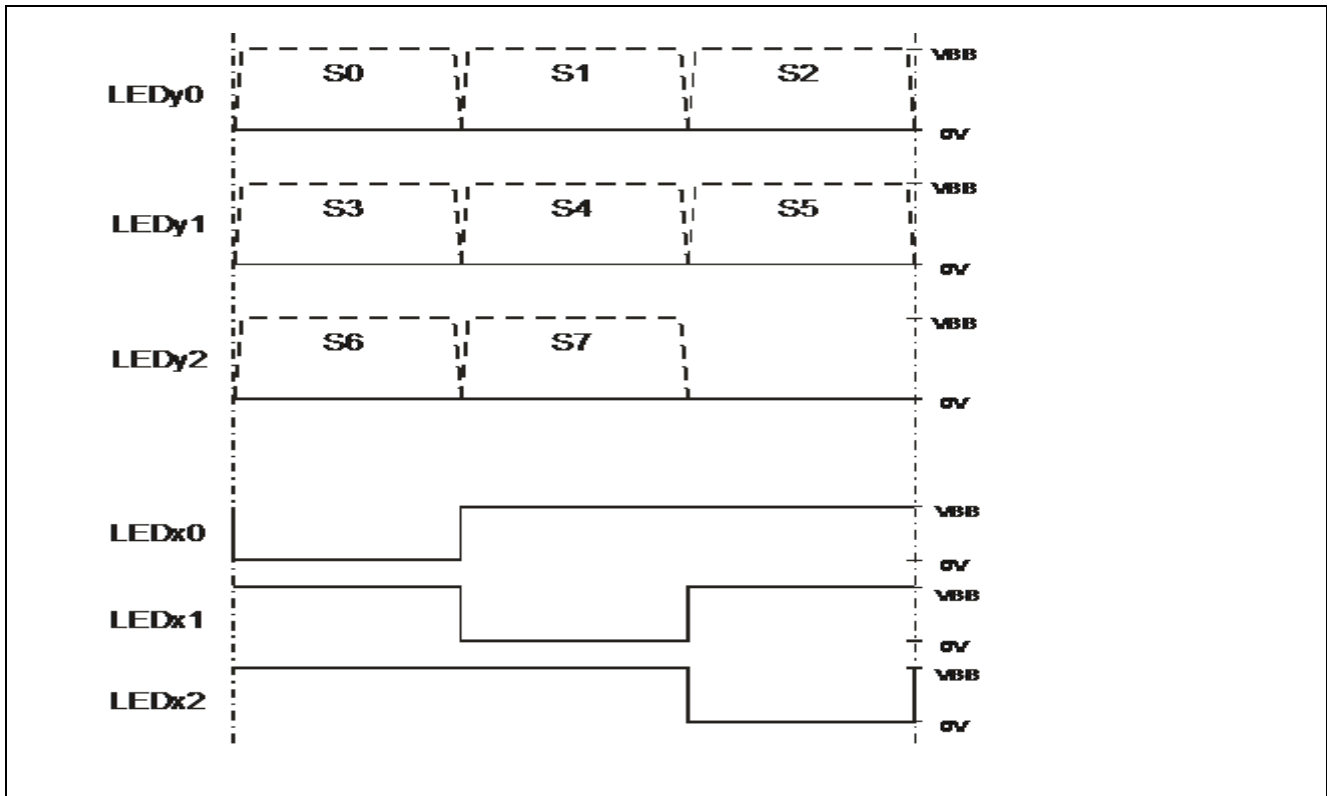 VBB
S0 S1 S2
LEDy0
0V
VBB
S3 S4 S5
LEDy1
0V
VBB
S6 S7
LEDy2
0V
VBB
LEDx0
0V
VBB
LEDx1
0V
VBB
LEDx2
0V